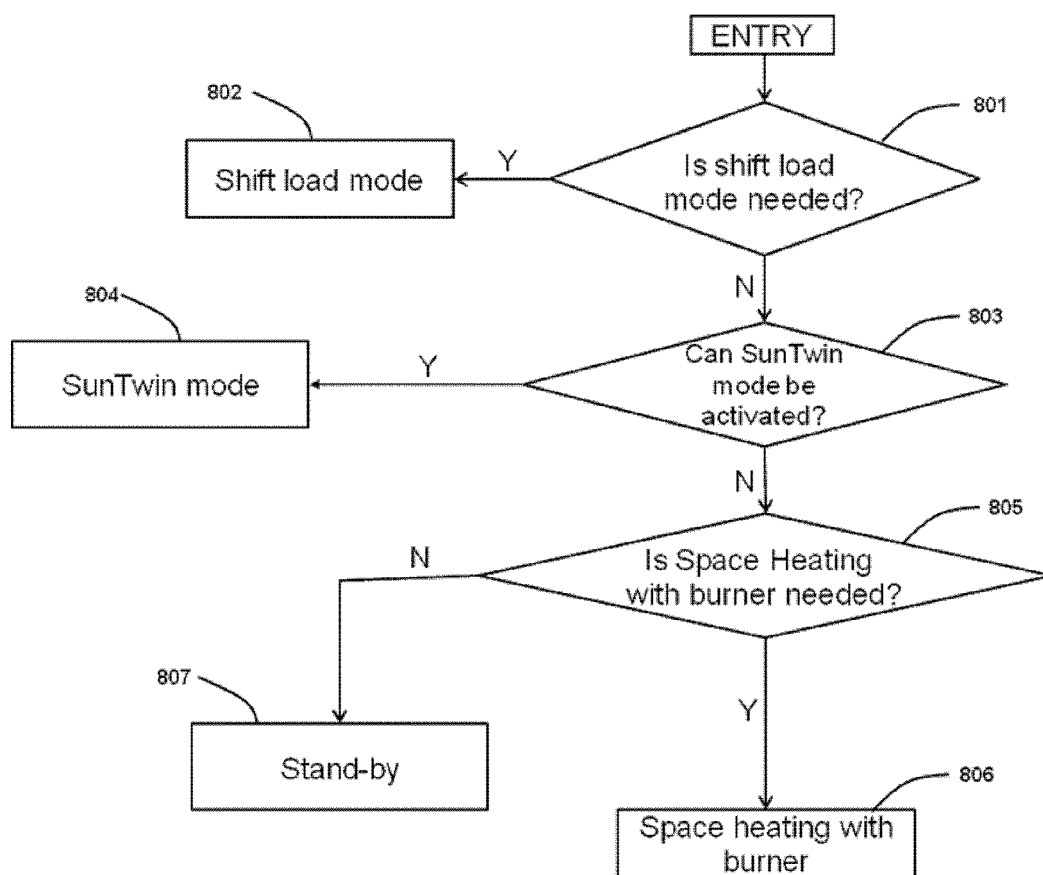 ENTRY
802
801
Y
Shift load mode
Is shift load
mode needed?
N
804
803
Y
SunTwin mode
Can SunTwin
mode be
activated?
N
805
N
Is Space Heating
with burner needed?
807
Y
Stand-by
806
Space heating with
burner